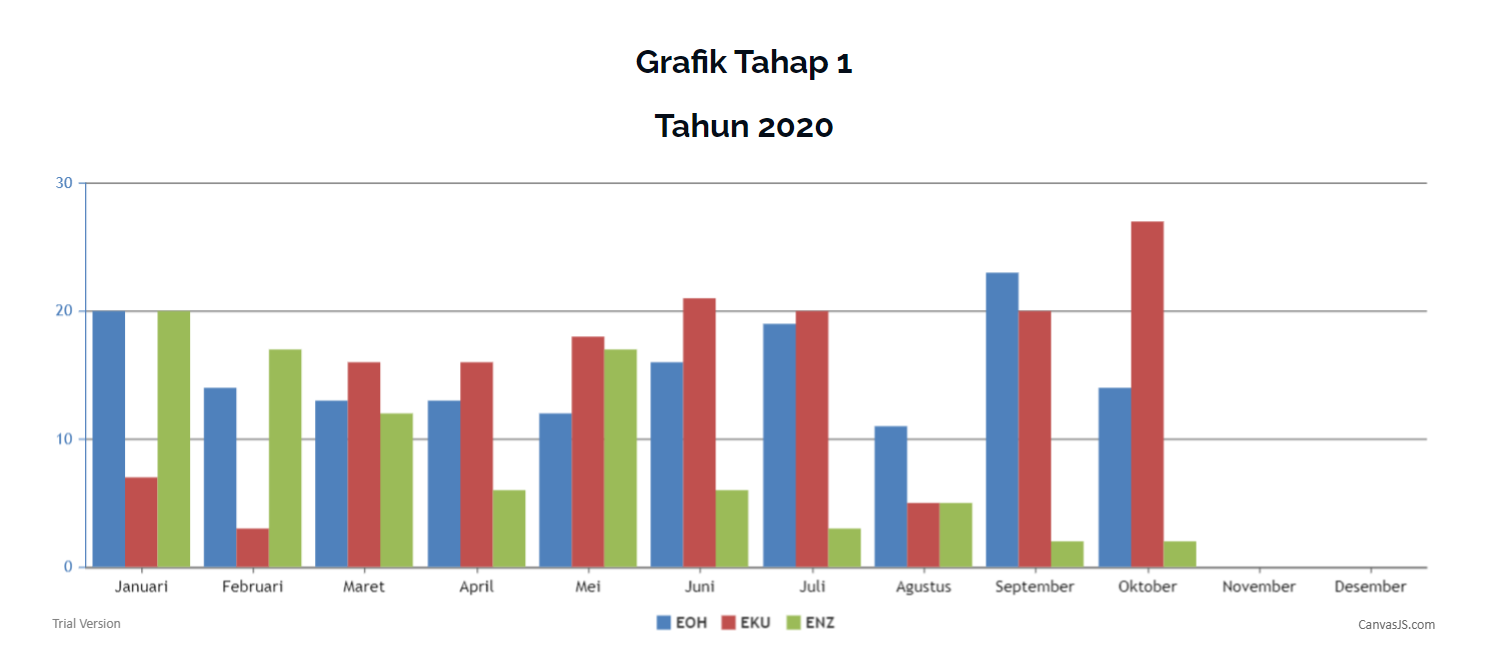 Grafik Tahap 1
Tahun 2020
30
20
10
0
Januari Februari Maret April Mei Juni Juli Agustus September Oktober November Desember
EOH EKU ENZ
Trial Version CanvasJS.com